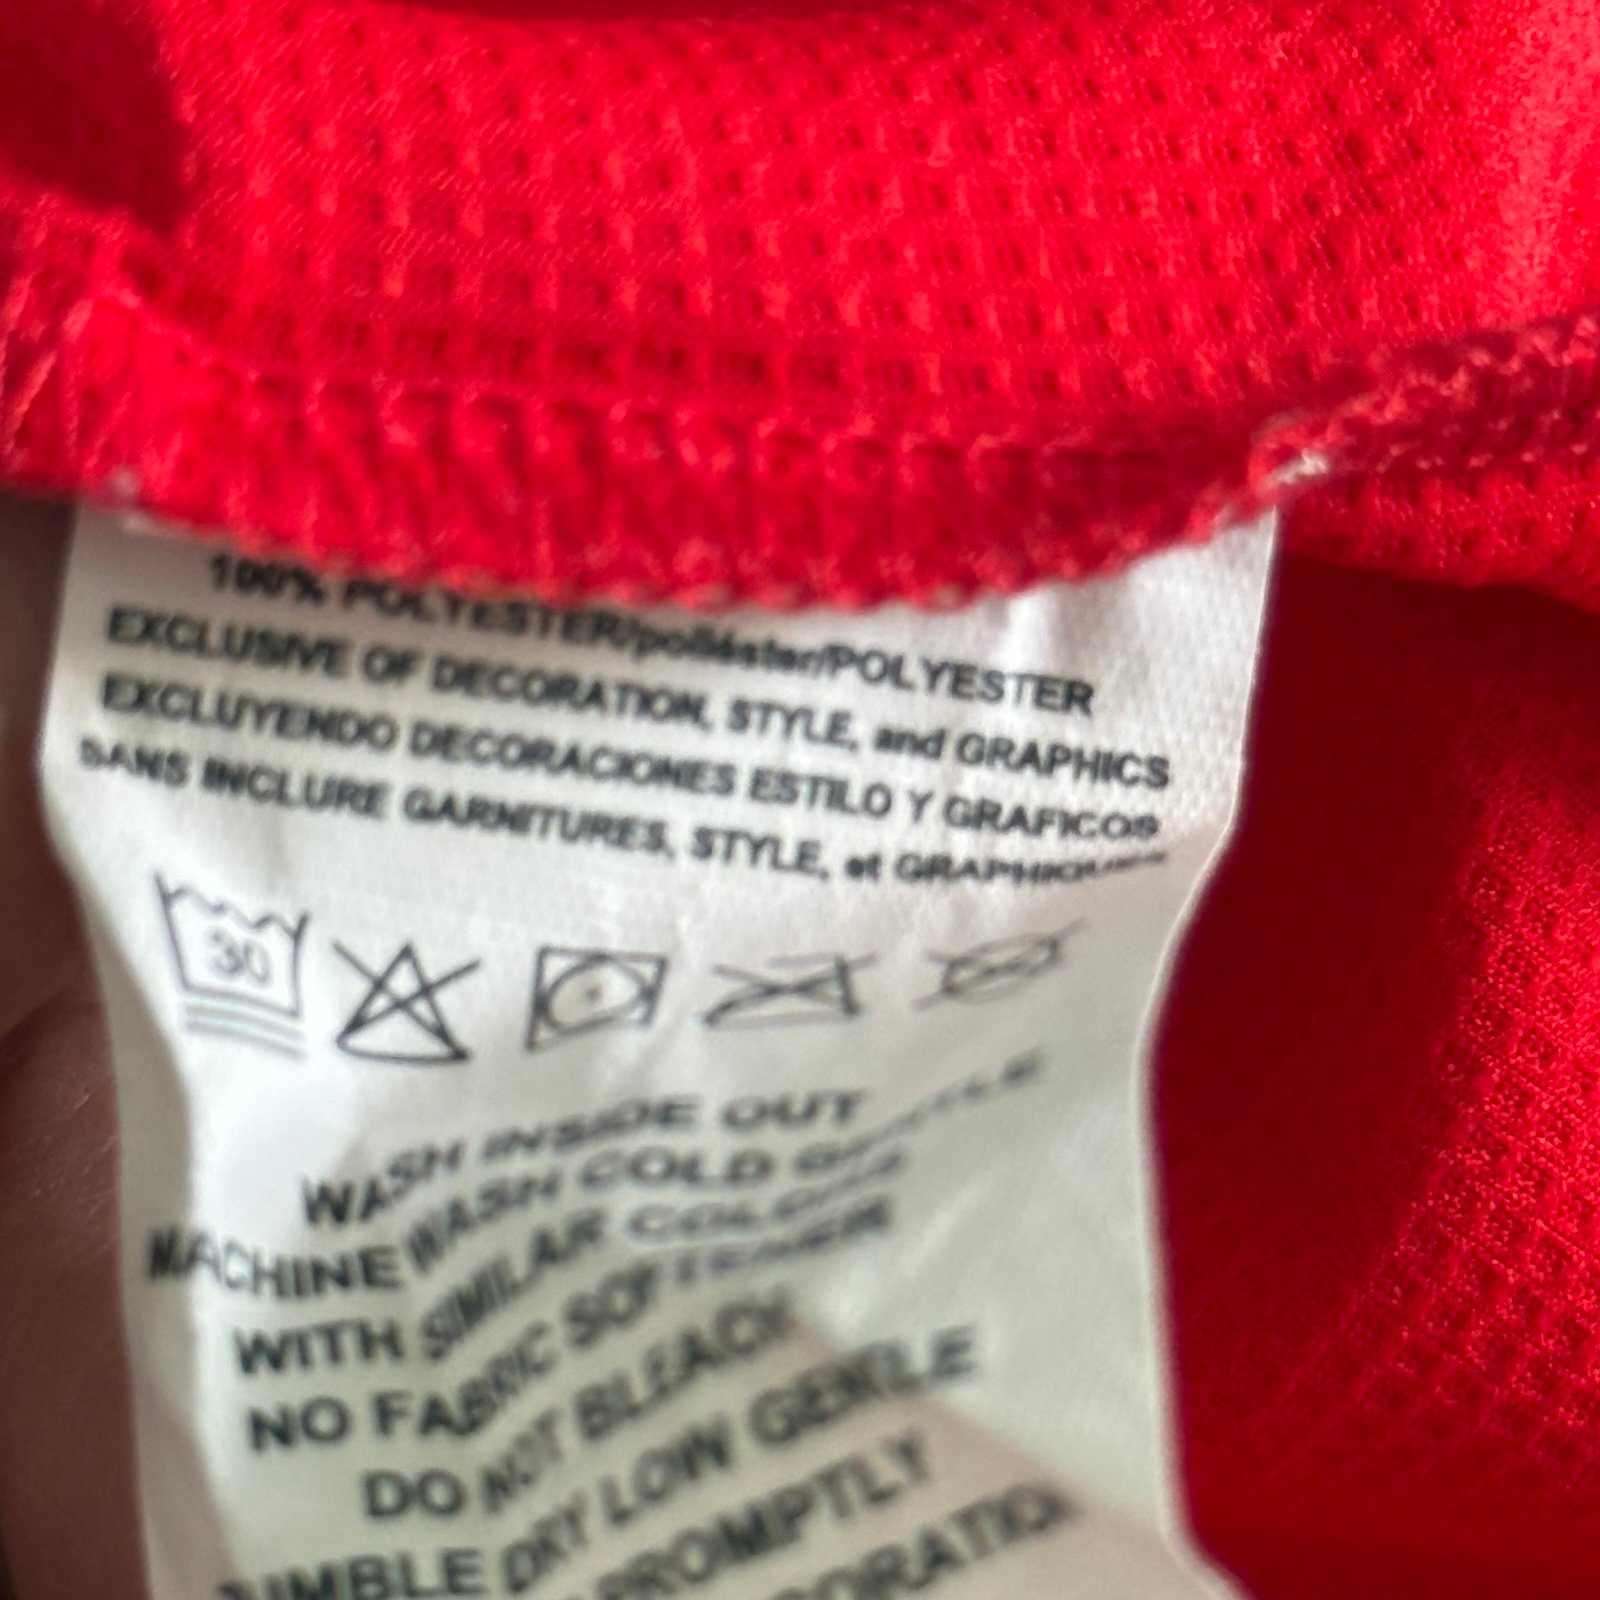 100% POLYESTER/poliéster/POLYESTER
EXCLUSIVE OF DECORATION, STYLE, and GRAPHICS
EXCLUYENDO DECORACIONES ESTILO Y GRAFICOS
SANS INCLURE GARNITURES, STYLE, et
30
WASH INSIDE OUT
MACHINE WASH COLD GENTLE
WITH SIMILAR COLORS
NO FABRIC SOFTENER
DO NOT BLEACH
TUMBLE DRY LOW GENTLE
PROMPTLY